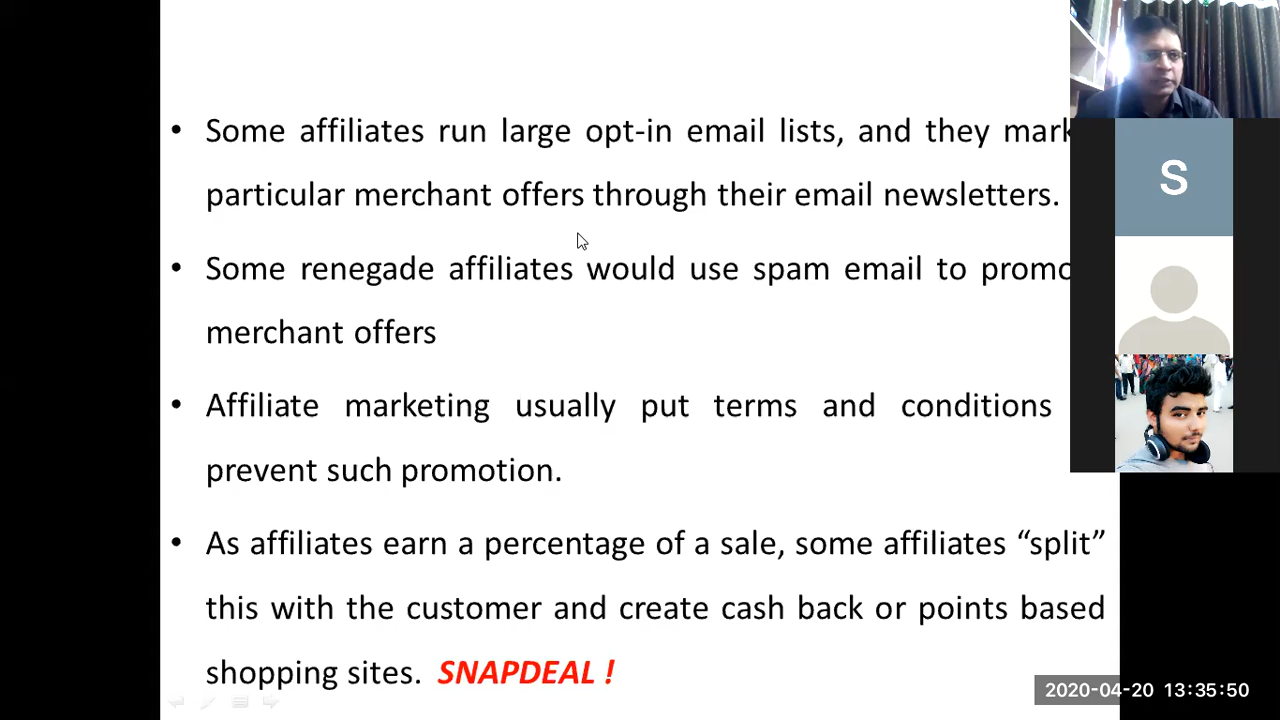 • Some affiliates run large opt-in email lists, and they mark
particular merchant offers through their email newsletters.
• Some renegade affiliates would use spam email to promo
merchant offers
• Affiliate marketing usually put terms and conditions
prevent such promotion.
• As affiliates earn a percentage of a sale, some affiliates “split”
this with the customer and create cash back or points based
shopping sites. SNAPDEAL !
S
2020-04-20 13:35:50